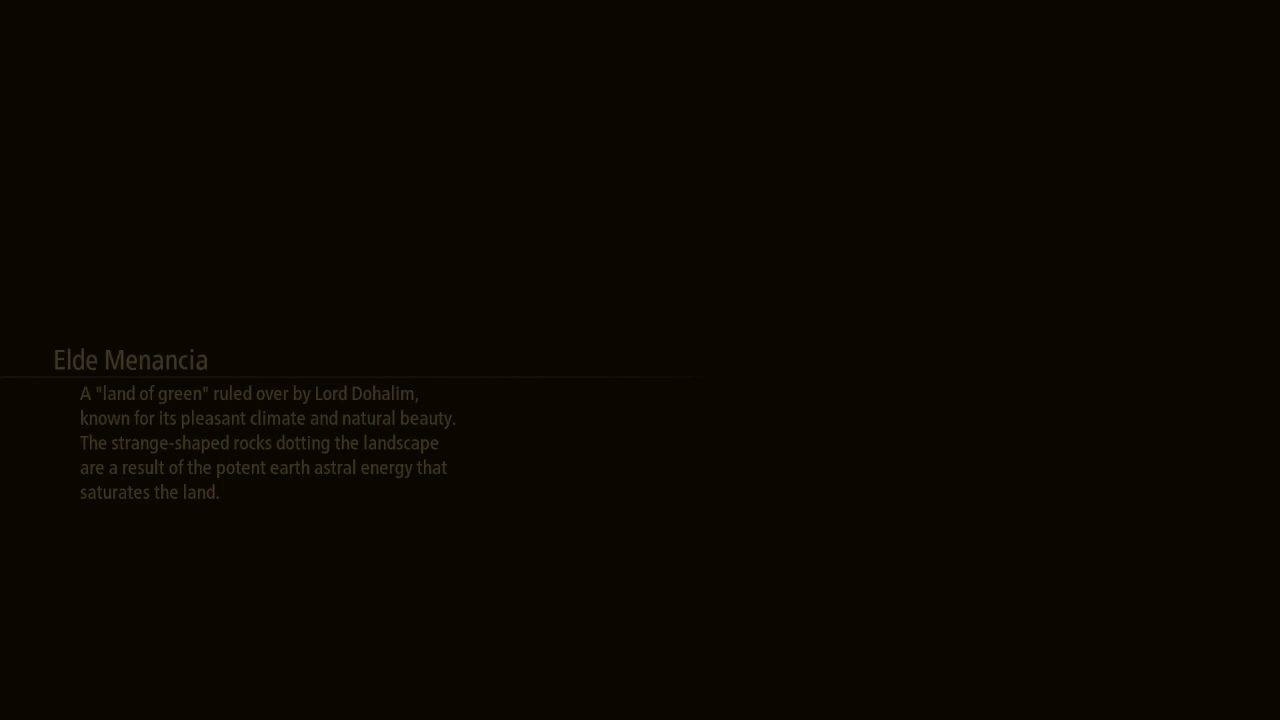 Elde Menancia
A "land of green" ruled over by Lord Dohalim,
known for its pleasant climate and natural beauty.
The strange-shaped rocks dotting the landscape
are a result of the potent earth astral energy that
saturates the land.